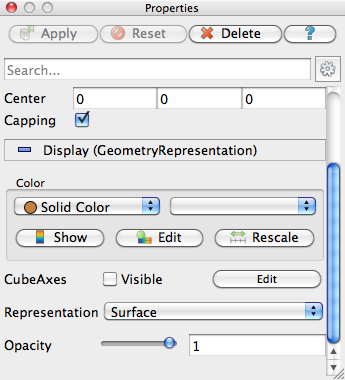 Properties
Apply Reset Delete ?
Search...
Center 0 0 0
Capping
Display (GeometryRepresentation)
Color
Solid Color
Show Edit Rescale
CubeAxes Visible Edit
Representation Surface
Opacity 1